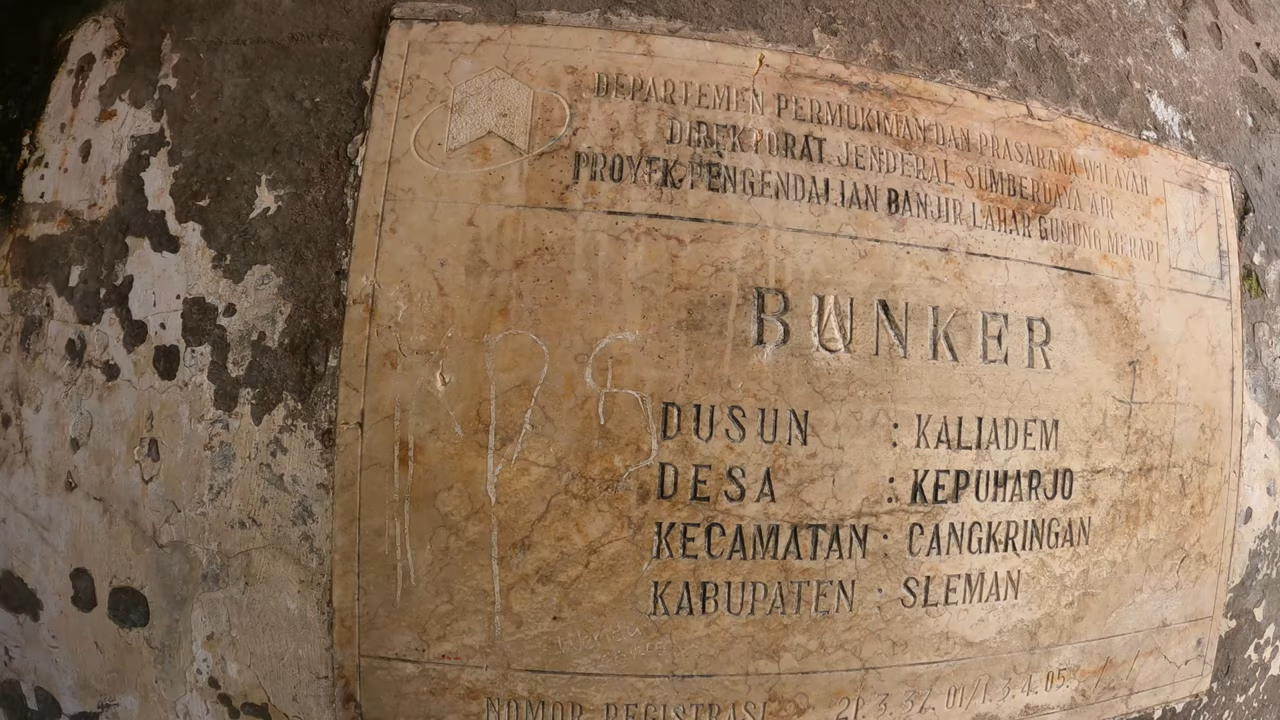 DEPARTEMEN PERMUKIMAN DAN PRASARANA WILAYAH
DIREKTORAT JENDERAL SUMBERDAYA AIR
PROYEK PENGENDALIAN BANJIR LAHAR GUNUNG MERAPI
BUNKER
DUSUN : KALIADEM
DESA : KEPUHARJO
KECAMATAN : CANGKRINGAN
KABUPATEN : SLEMAN
NOMOR REGISTRASI